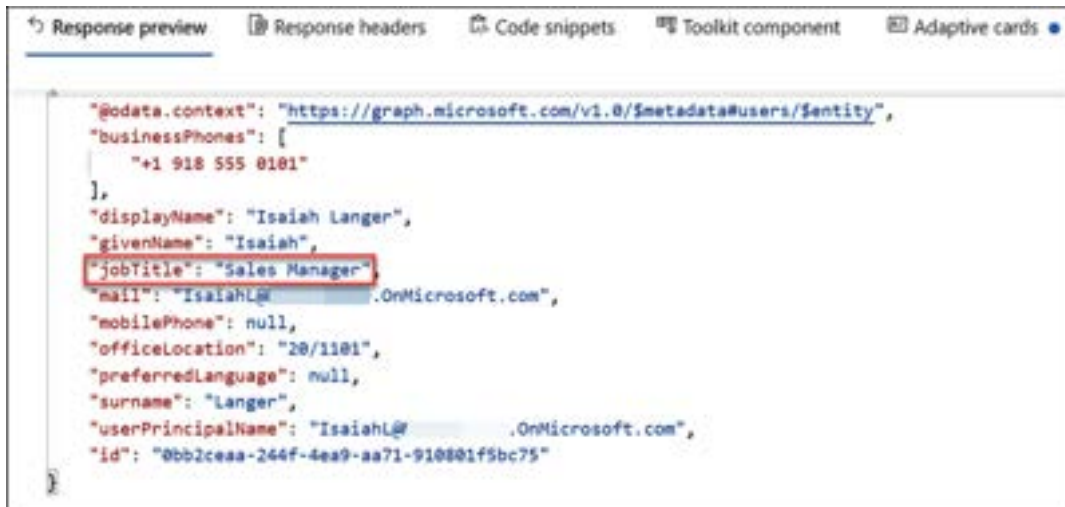 Response preview Response headers Code snippets Toolkit component Adaptive cards
"@odata.context": "https://graph.microsoft.com/v1.0/$metadata#users/$entity",
"businessPhones": [
"+1 918 555 0101"
],
"displayName": "Isaiah Langer",
"givenName": "Isaiah",
"jobTitle": "Sales Manager",
"mail": "IsaiahL@ .OnMicrosoft.com",
"mobilePhone": null,
"officeLocation": "20/1101",
"preferredLanguage": null,
"surname": "Langer",
"userPrincipalName": "IsaiahL@ .OnMicrosoft.com",
"id": "0bb2ceaa-244f-4ea9-aa71-910801f5bc75"
}